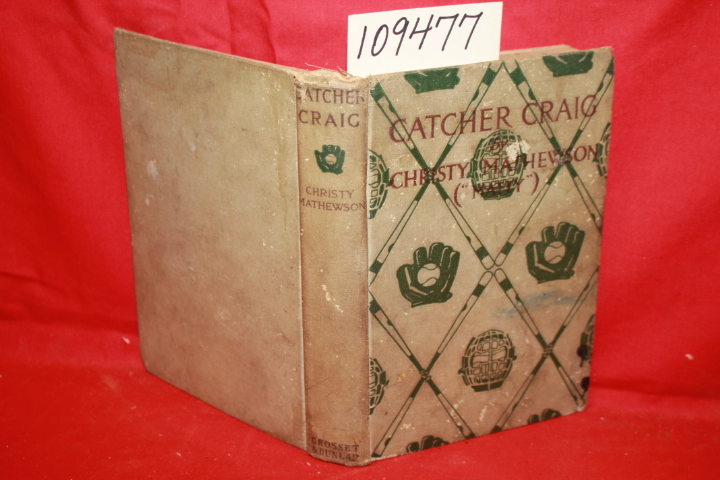 109477
CATCHER
CRAIG
CHRISTY
MATHEWSON
GROSSET
& DUNLAP
CATCHER CRAIG
BY
CHRISTY MATHEWSON
("MATTY")